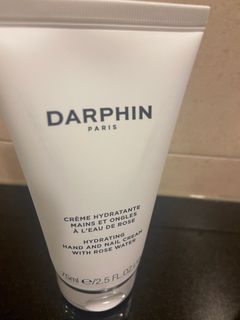 DARPHIN
PARIS
CRÈME HYDRATANTE
MAINS ET ONGLES
À L'EAU DE ROSE
HYDRATING
HAND AND NAIL CREAM
WITH ROSE WATER
75ml ℮/2.5 FL.OZ.